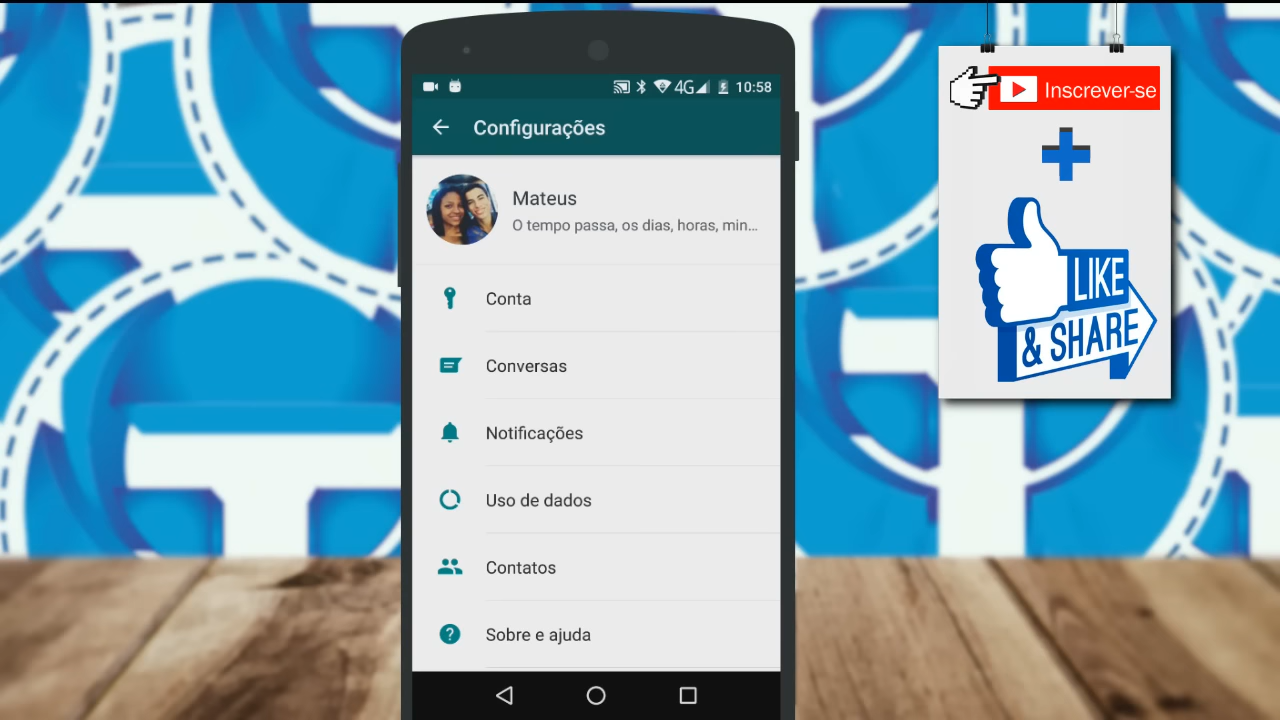 4G 10:58
Configurações
Mateus
O tempo passa, os dias, horas, min...
Conta
Conversas
Notificações
Uso de dados
Contatos
Sobre e ajuda
Inscrever-se
LIKE
& SHARE